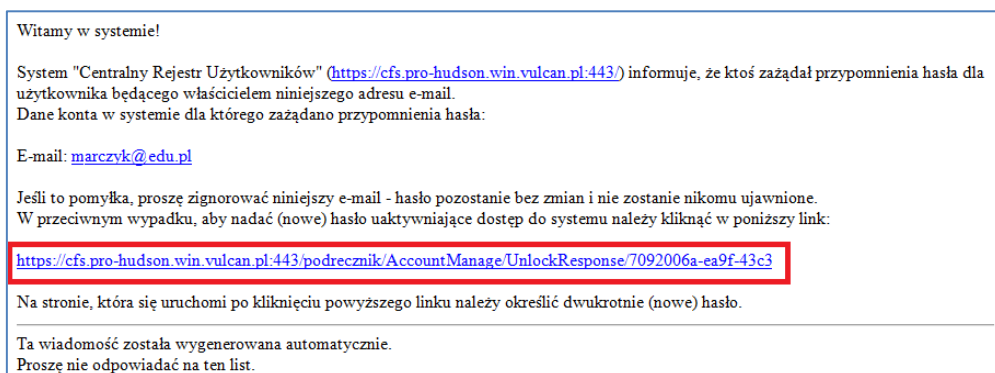 Witamy w systemie!
System "Centralny Rejestr Użytkowników" (https://cfs.pro-hudson.win.vulcan.pl:443/) informuje, że ktoś zażądał przypomnienia hasła dla
użytkownika będącego właścicielem niniejszego adresu e-mail.
Dane konta w systemie dla którego zażądano przypomnienia hasła:
E-mail: marczyk@edu.pl
Jeśli to pomyłka, proszę zignorować niniejszy e-mail - hasło pozostanie bez zmian i nie zostanie nikomu ujawnione.
W przeciwnym wypadku, aby nadać (nowe) hasło uaktywniające dostęp do systemu należy kliknąć w poniższy link:
https://cfs.pro-hudson.win.vulcan.pl:443/podrecznik/AccountManage/UnlockResponse/7092006a-ea9f-43c3
Na stronie, która się uruchomi po kliknięciu powyższego linku należy określić dwukrotnie (nowe) hasło.
Ta wiadomość została wygenerowana automatycznie.
Proszę nie odpowiadać na ten list.